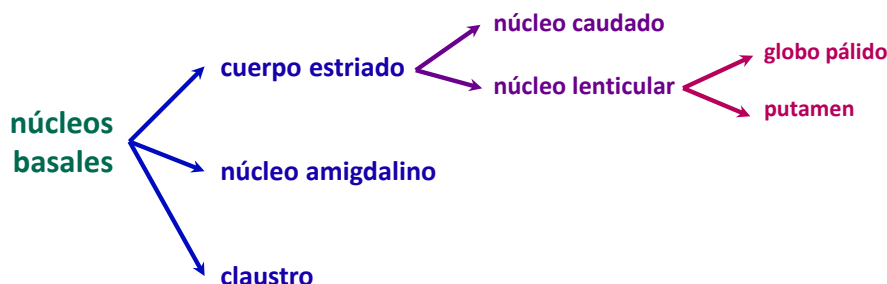 núcleo caudado
globo pálido
cuerpo estriado
núcleo lenticular
putamen
núcleos
basales
núcleo amigdalino
claustro